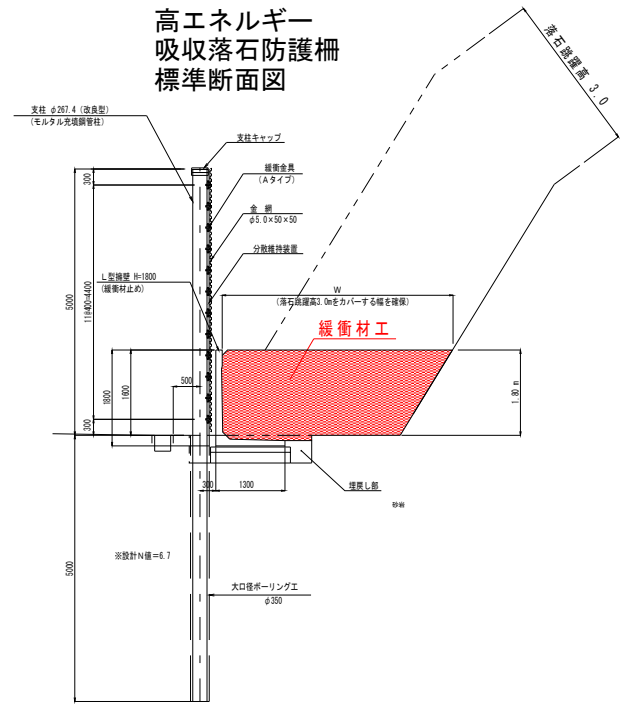 高エネルギー
吸収落石防護柵
標準断面図
落石跳躍高 3.0
支柱 φ267.4 (改良型)
(モルタル充填鋼管柱)
支柱キャップ
緩衝金具
(Aタイプ)
金 網
φ5.0×50×50
分散維持装置
L型擁壁 H=1800
(緩衝材止め)
W
(落石跳躍高3.0mをカバーする幅を確保)
緩衝材工
300
5000
11@400=4400
300
1800
1600
500
1.80 m
300
1300
埋戻し部
砂岩
※設計N値=6.7
5000
大口径ボーリング工
φ350